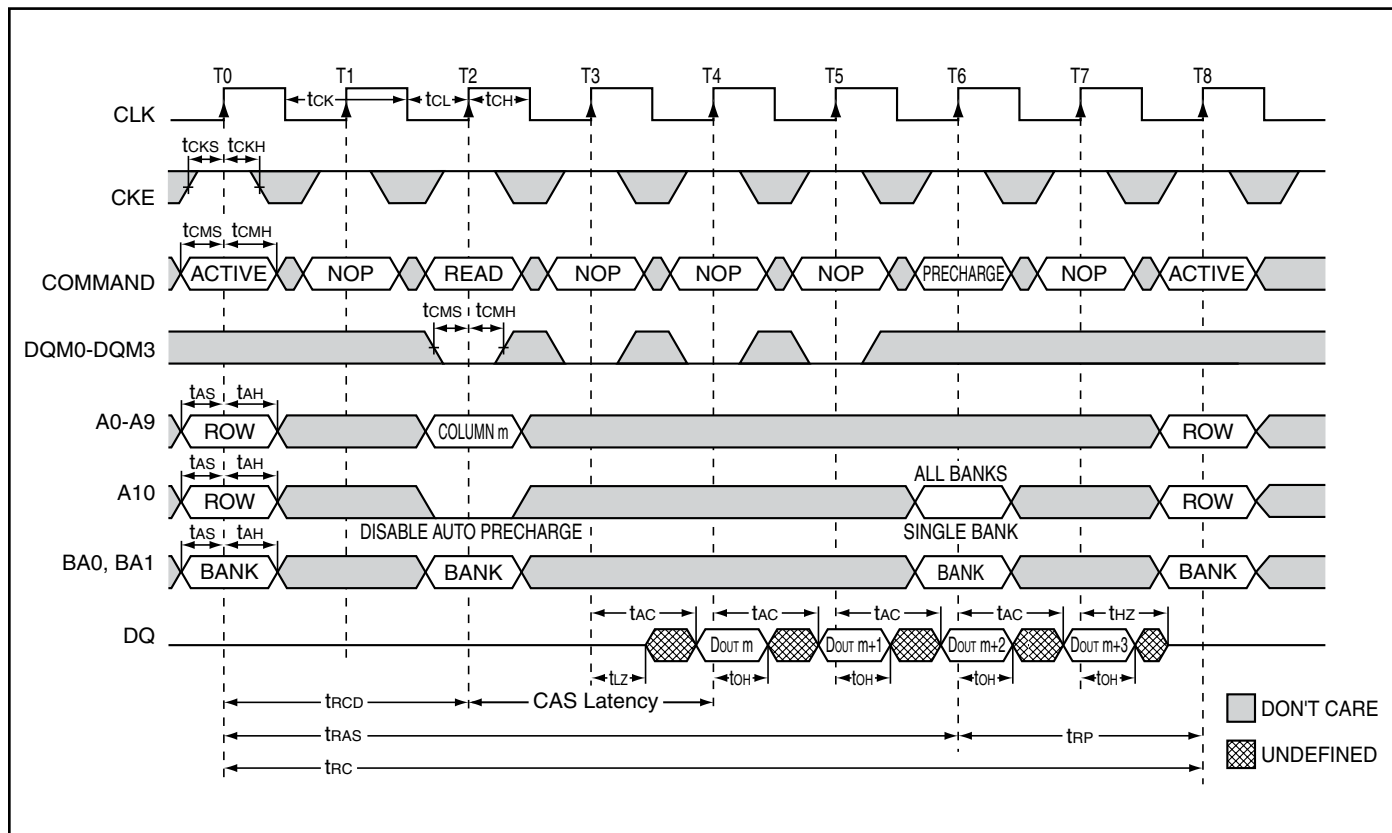 T0 T1 T2 T3 T4 T5 T6 T7 T8
CLK tCK tCL tCH
tCKS tCKH
CKE
tCMS tCMH
COMMAND ACTIVE NOP READ NOP NOP NOP PRECHARGE NOP ACTIVE
tCMS tCMH
DQM0-DQM3
tAS tAH
A0-A9 ROW COLUMN m ROW
tAS tAH ALL BANKS
A10 ROW ROW
tAS tAH DISABLE AUTO PRECHARGE SINGLE BANK
BA0, BA1 BANK BANK BANK BANK
tAC tAC tAC tAC tHZ
DQ DOUT m DOUT m+1 DOUT m+2 DOUT m+3
tLZ tOH tOH tOH tOH
tRCD CAS Latency
DON'T CARE
tRAS tRP
UNDEFINED
tRC